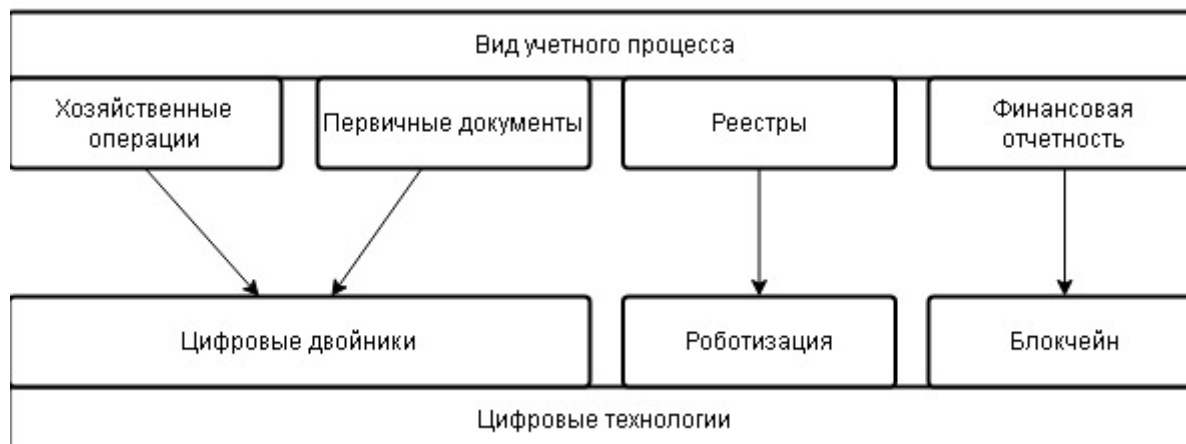 Вид учетного процесса
Хозяйственные
операции
Первичные документы
Реестры
Финансовая
отчетность
Цифровые двойники
Роботизация
Блокчейн
Цифровые технологии